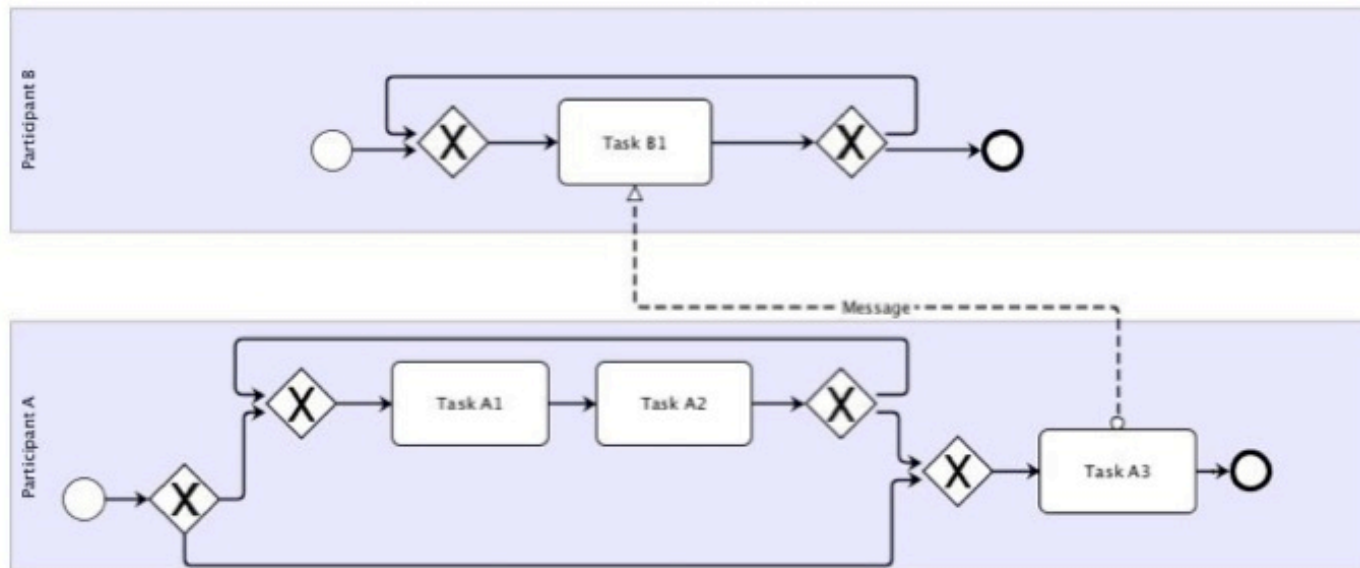 Participant B
X
Task B1
X
Message
Participant A
X
Task A1
Task A2
X
X
Task A3
X